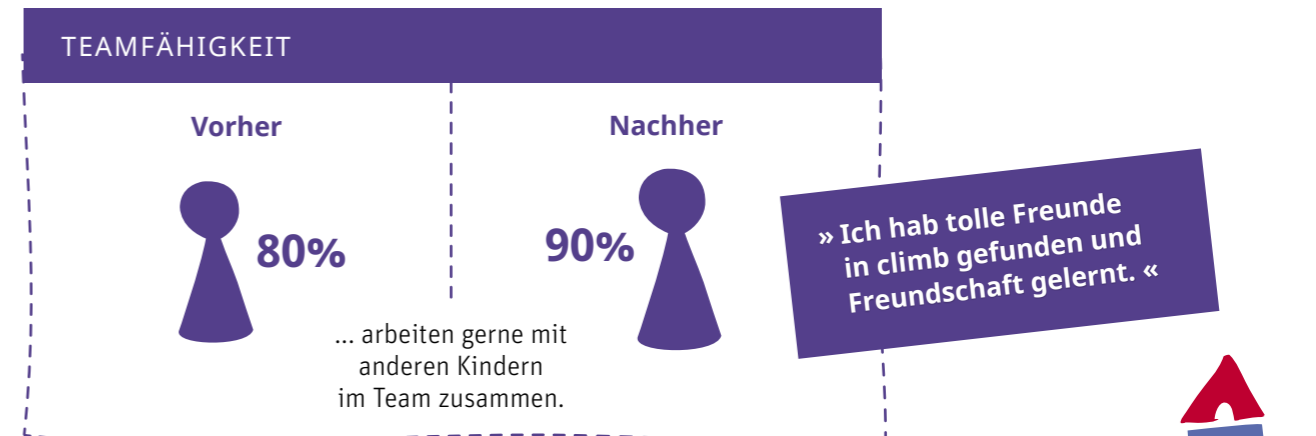 TEAMFÄHIGKEIT
Vorher
Nachher
80%
90%
... arbeiten gerne mit
anderen Kindern
im Team zusammen.
» Ich hab tolle Freunde
in climb gefunden und
Freundschaft gelernt. «